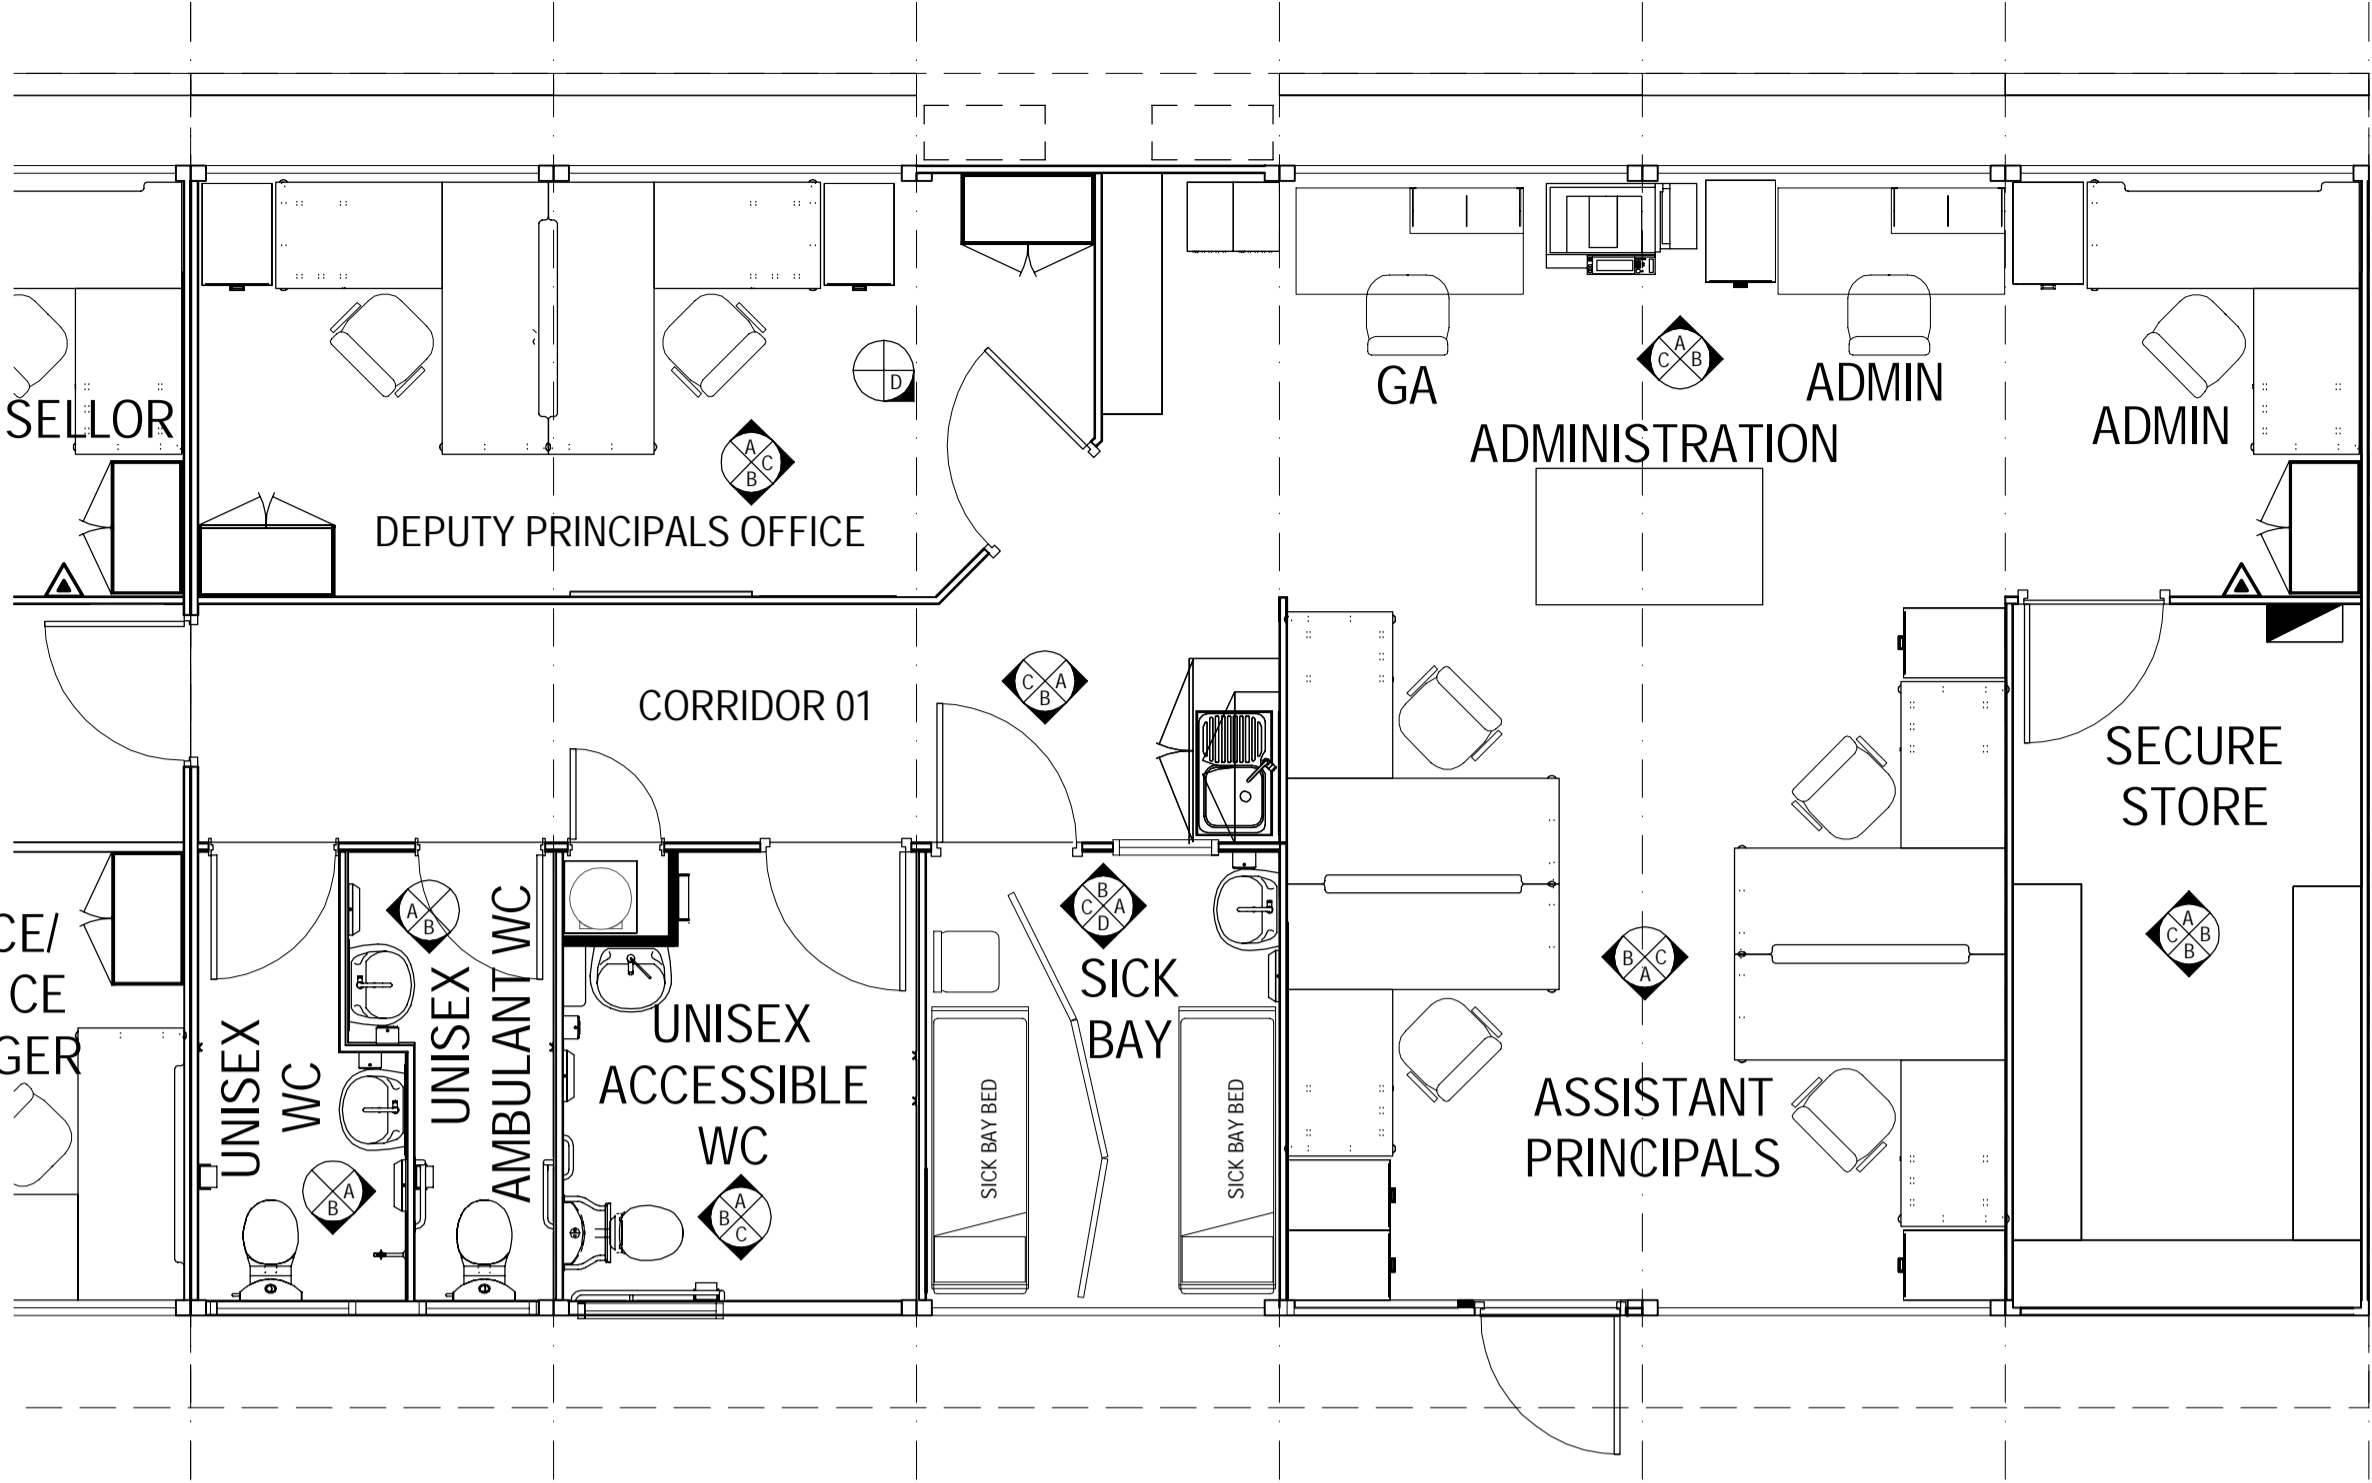 SELLOR
D
A
C
B
DEPUTY PRINCIPALS OFFICE
GA
A
C B
ADMIN
ADMINISTRATION
ADMIN
CORRIDOR 01
C A
B
SECURE
STORE
CE/
CE
GER
UNISEX
WC
A
B
A
B
UNISEX
AMBULANT WC
UNISEX
ACCESSIBLE
WC
A
B
C
B
C A
D
SICK
BAY
SICK BAY BED
SICK BAY BED
B C
A
ASSISTANT
PRINCIPALS
A
C B
B